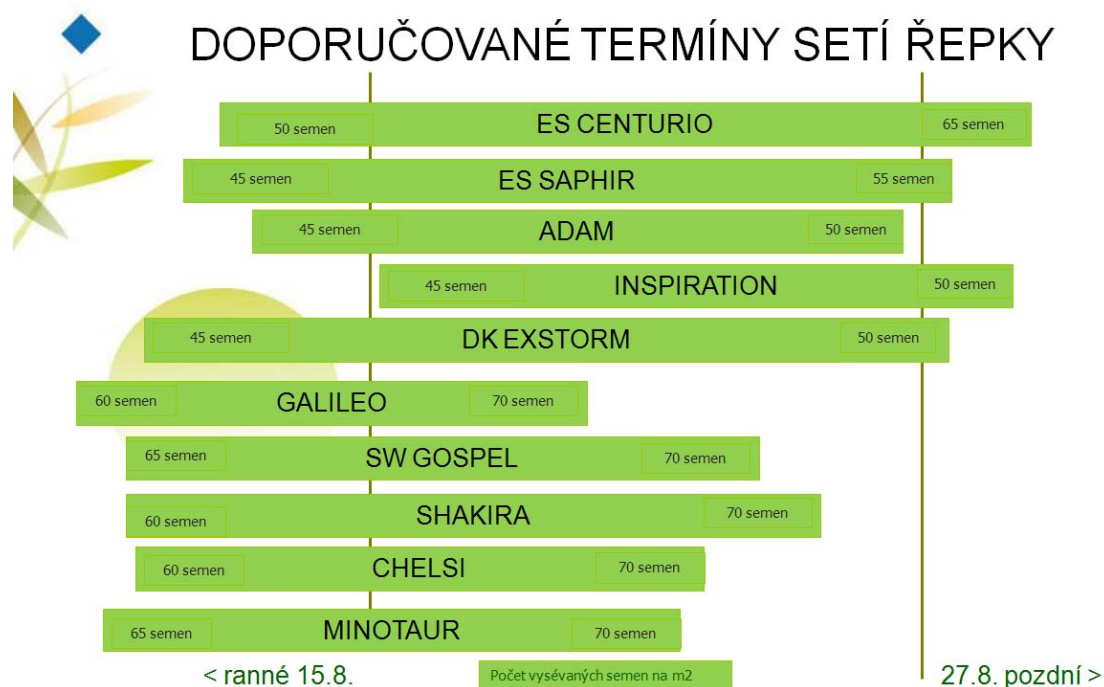 DOPORUČOVANÉ TERMÍNY SETÍ ŘEPKY
50 semen ES CENTURIO 65 semen
45 semen ES SAPHIR 55 semen
45 semen ADAM 50 semen
45 semen INSPIRATION 50 semen
45 semen DK EXSTORM 50 semen
60 semen GALILEO 70 semen
65 semen SW GOSPEL 70 semen
60 semen SHAKIRA 70 semen
60 semen CHELSI 70 semen
65 semen MINOTAUR 70 semen
< ranné 15.8. Počet vysévaných semen na m2 27.8. pozdní >